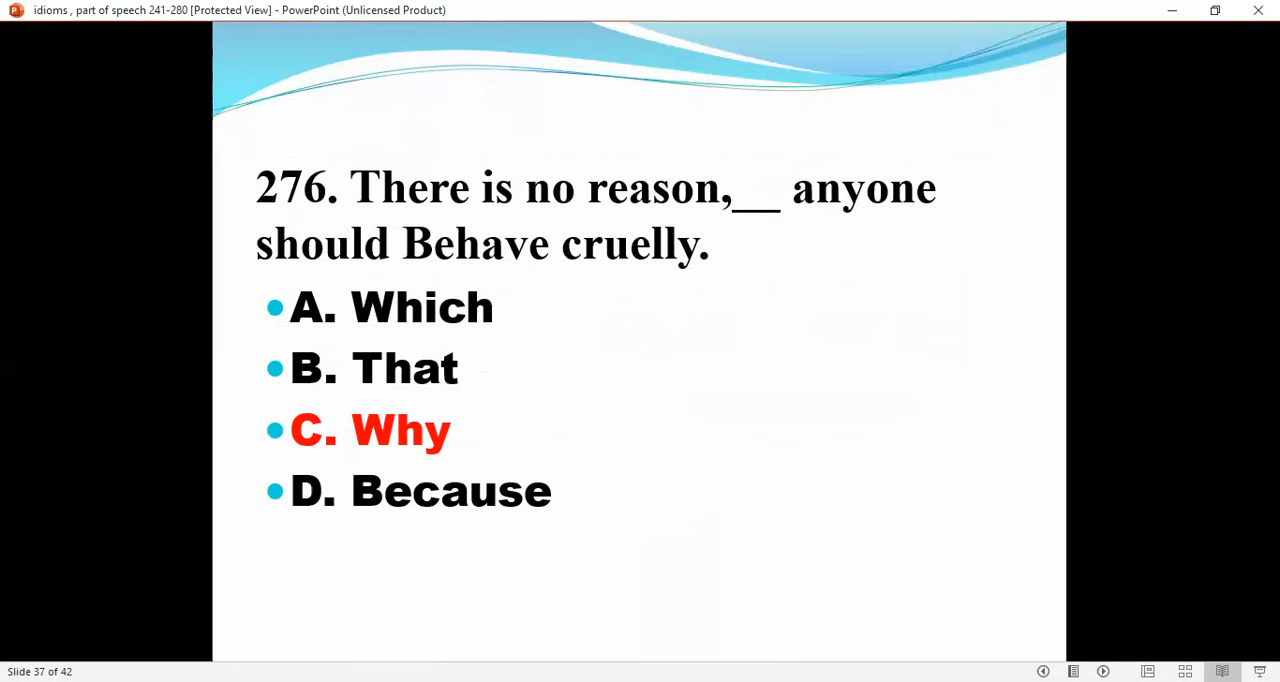 idioms , part of speech 241-280 [Protected View] - PowerPoint (Unlicensed Product)
276. There is no reason,__ anyone
should Behave cruelly.
A. Which
B. That
C. Why
D. Because
Slide 37 of 42